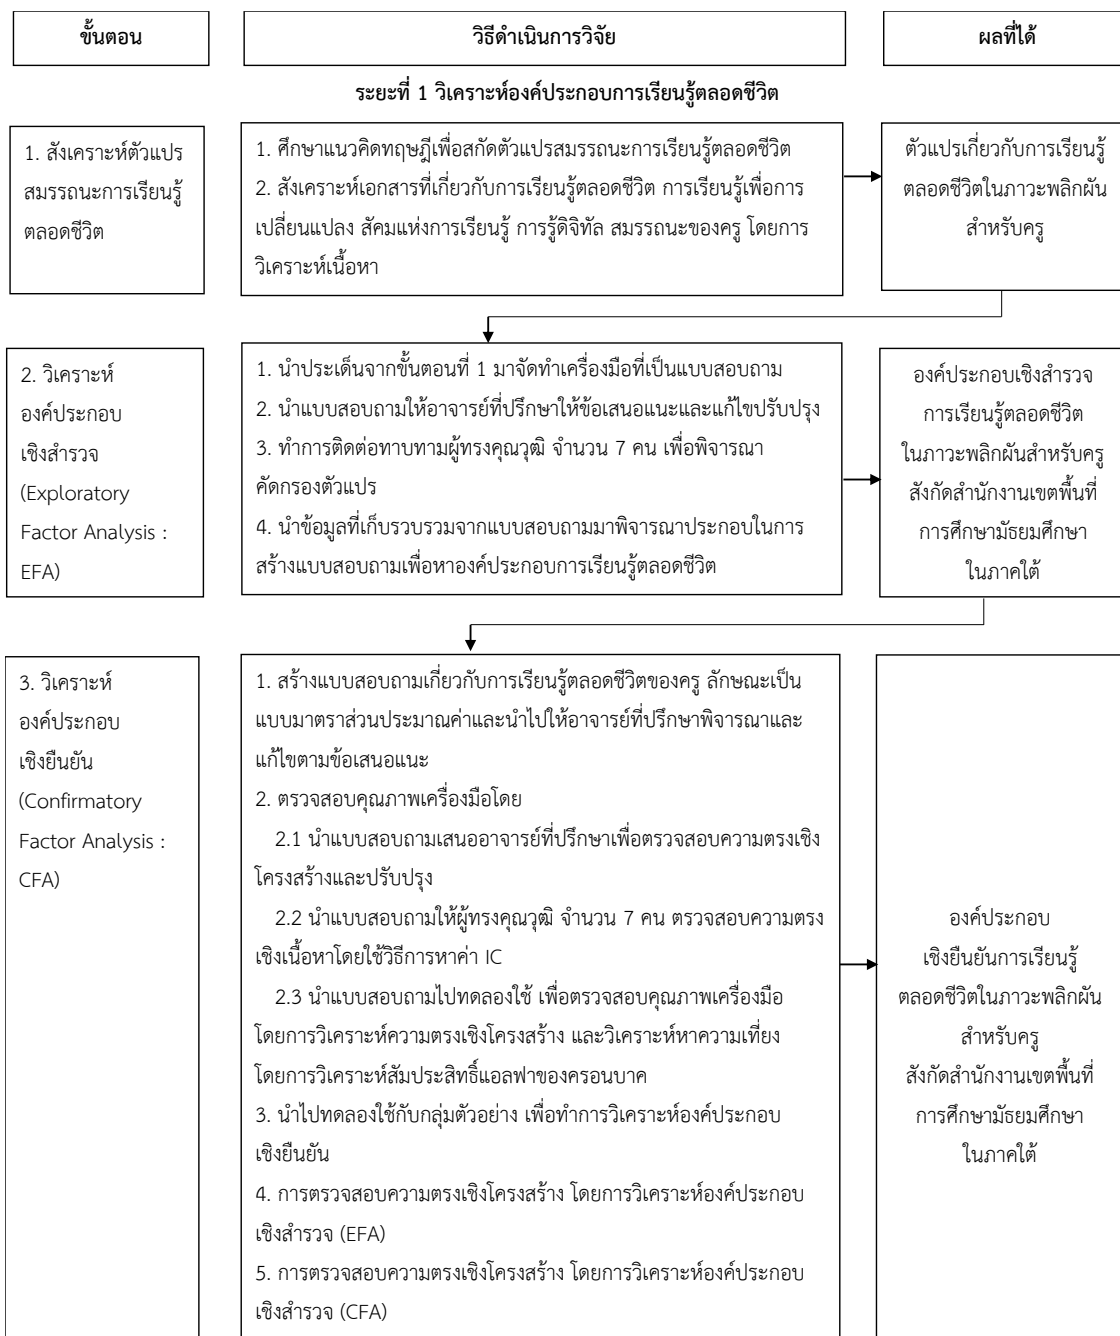 ขั้นตอน
วิธีดำเนินการวิจัย
ผลที่ได้
ระยะที่ 1 วิเคราะห์องค์ประกอบการเรียนรู้ตลอดชีวิต
1. สังเคราะห์ตัวแปร
สมรรถนะการเรียนรู้
ตลอดชีวิต
1. ศึกษาแนวคิดทฤษฎีเพื่อสกัดตัวแปรสมรรถนะการเรียนรู้ตลอดชีวิต
2. สังเคราะห์เอกสารที่เกี่ยวกับการเรียนรู้ตลอดชีวิต การเรียนรู้เพื่อการ
เปลี่ยนแปลง สัคมแห่งการเรียนรู้ การรู้ดิจิทัล สมรรถนะของครู โดยการ
วิเคราะห์เนื้อหา
ตัวแปรเกี่ยวกับการเรียนรู้
ตลอดชีวิตในภาวะพลิกผัน
สำหรับครู
2. วิเคราะห์
องค์ประกอบ
เชิงสำรวจ
(Exploratory
Factor Analysis :
EFA)
1. นำประเด็นจากขั้นตอนที่ 1 มาจัดทำเครื่องมือที่เป็นแบบสอบถาม
2. นำแบบสอบถามให้อาจารย์ที่ปรึกษาให้ข้อเสนอแนะและแก้ไขปรับปรุง
3. ทำการติดต่อทาบทามผู้ทรงคุณวุฒิ จำนวน 7 คน เพื่อพิจารณา
คัดกรองตัวแปร
4. นำข้อมูลที่เก็บรวบรวมจากแบบสอบถามมาพิจารณาประกอบในการ
สร้างแบบสอบถามเพื่อหาองค์ประกอบการเรียนรู้ตลอดชีวิต
องค์ประกอบเชิงสำรวจ
การเรียนรู้ตลอดชีวิต
ในภาวะพลิกผันสำหรับครู
สังกัดสำนักงานเขตพื้นที่
การศึกษามัธยมศึกษา
ในภาคใต้
3. วิเคราะห์
องค์ประกอบ
เชิงยืนยัน
(Confirmatory
Factor Analysis :
CFA)
1. สร้างแบบสอบถามเกี่ยวกับการเรียนรู้ตลอดชีวิตของครู ลักษณะเป็น
แบบมาตราส่วนประมาณค่าและนำไปให้อาจารย์ที่ปรึกษาพิจารณาและ
แก้ไขตามข้อเสนอแนะ
2. ตรวจสอบคุณภาพเครื่องมือโดย
2.1 นำแบบสอบถามเสนออาจารย์ที่ปรึกษาเพื่อตรวจสอบความตรงเชิง
โครงสร้างและปรับปรุง
2.2 นำแบบสอบถามให้ผู้ทรงคุณวุฒิ จำนวน 7 คน ตรวจสอบความตรง
เชิงเนื้อหาโดยใช้วิธีการหาค่า IC
2.3 นำแบบสอบถามไปทดลองใช้ เพื่อตรวจสอบคุณภาพเครื่องมือ
โดยการวิเคราะห์ความตรงเชิงโครงสร้าง และวิเคราะห์หาความเที่ยง
โดยการวิเคราะห์สัมประสิทธิ์แอลฟาของครอนบาค
3. นำไปทดลองใช้กับกลุ่มตัวอย่าง เพื่อทำการวิเคราะห์องค์ประกอบ
เชิงยืนยัน
4. การตรวจสอบความตรงเชิงโครงสร้าง โดยการวิเคราะห์องค์ประกอบ
เชิงสำรวจ (EFA)
5. การตรวจสอบความตรงเชิงโครงสร้าง โดยการวิเคราะห์องค์ประกอบ
เชิงสำรวจ (CFA)
องค์ประกอบ
เชิงยืนยันการเรียนรู้
ตลอดชีวิตในภาวะพลิกผัน
สำหรับครู
สังกัดสำนักงานเขตพื้นที่
การศึกษามัธยมศึกษา
ในภาคใต้